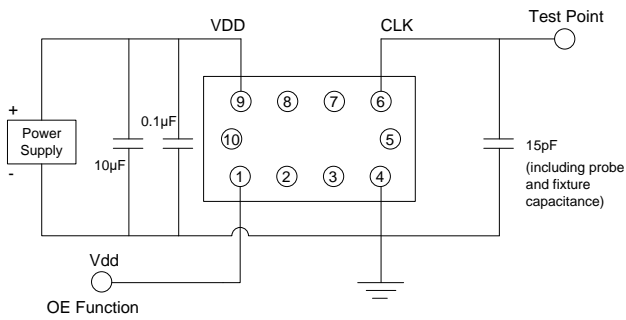 Test Point
VDD
CLK
9
8
7
6
+
Power
Supply
-
10µF
0.1µF
10
5
15pF
(including probe
and fixture
capacitance)
1
2
3
4
Vdd
OE Function